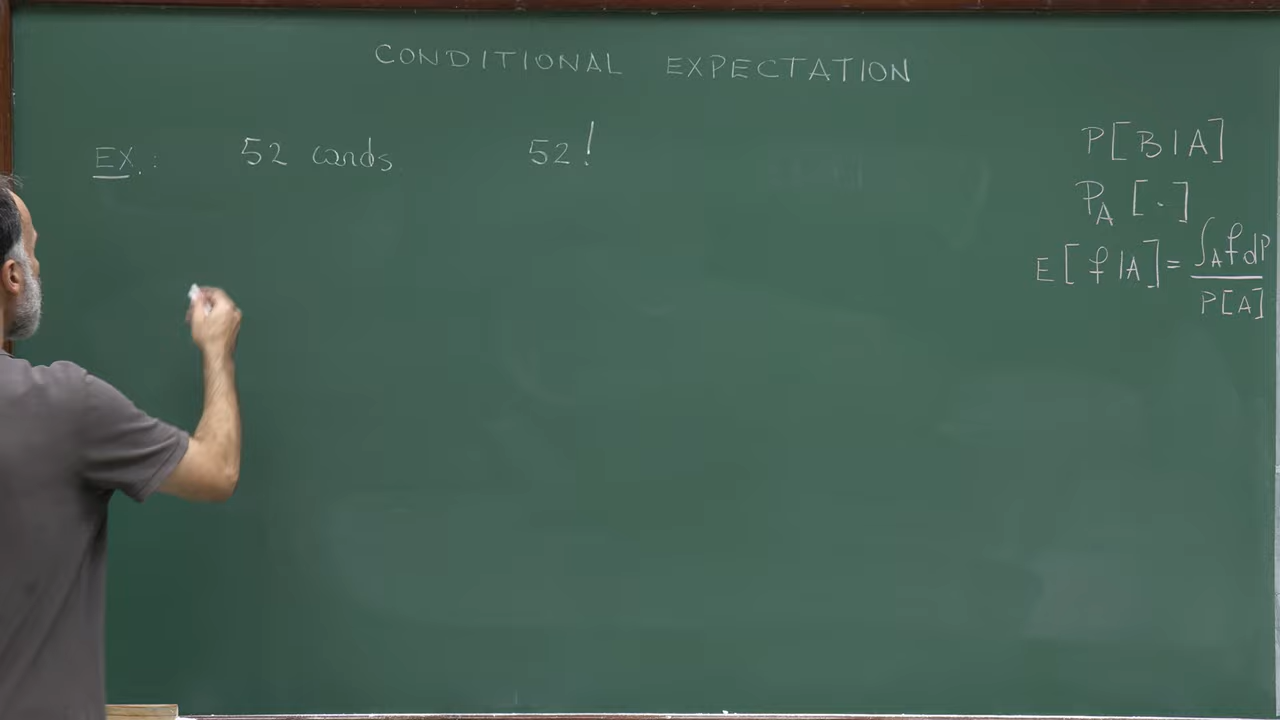 CONDITIONAL EXPECTATION
EX.: 52 cards 52!
P[B|A]
P_A [.]
E[f|A] = ∫_A f dP / P[A]